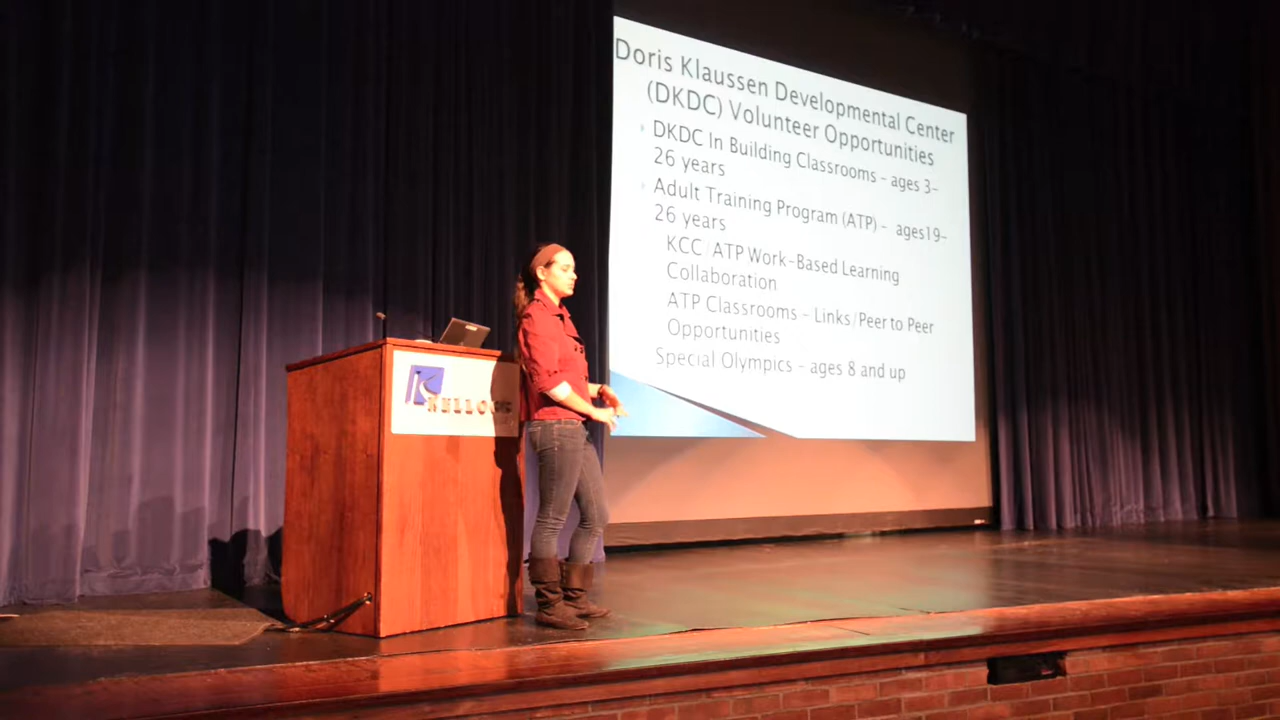 Doris Klaussen Developmental Center
(DKDC) Volunteer Opportunities
DKDC In Building Classrooms – ages 3–
26 years
Adult Training Program (ATP) – ages19–
26 years
KCC/ATP Work-Based Learning
Collaboration
ATP Classrooms – Links/Peer to Peer
Opportunities
Special Olympics – ages 8 and up
KELLOGG